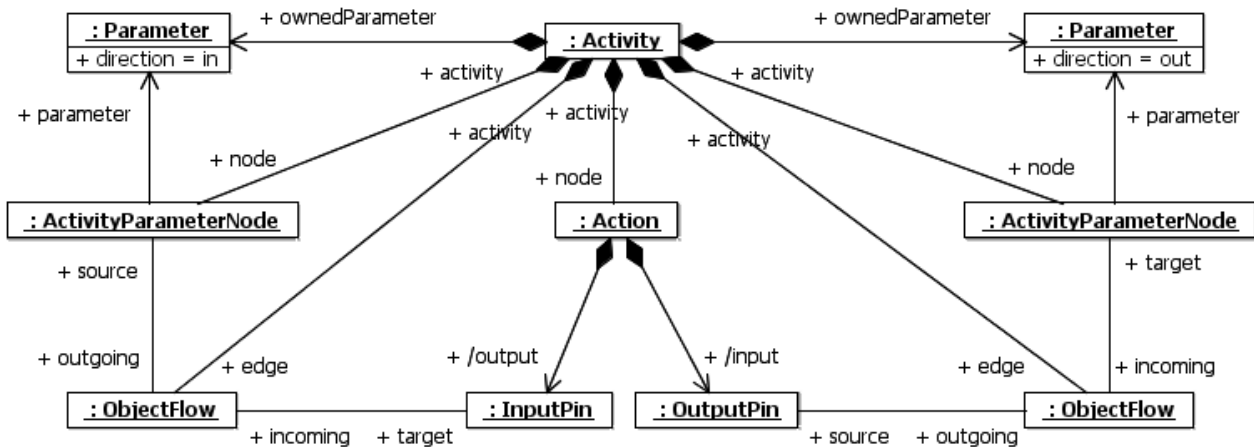 + ownedParameter
+ ownedParameter
: Parameter
: Activity
: Parameter
+ direction = in
+ direction = out
+ activity
+ activity
+ parameter
+ activity
+ activity
+ activity
+ parameter
+ node
+ node
+ node
: ActivityParameterNode
: Action
: ActivityParameterNode
+ source
+ target
+ outgoing
+ edge
+ /output
+ /input
+ edge
+ incoming
: ObjectFlow
: InputPin
: OutputPin
: ObjectFlow
+ incoming
+ target
+ source
+ outgoing